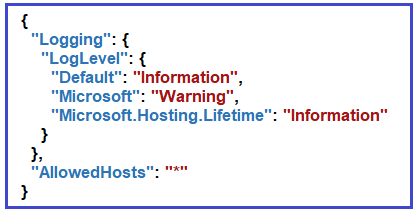 {
  "Logging": {
    "LogLevel": {
      "Default": "Information",
      "Microsoft": "Warning",
      "Microsoft.Hosting.Lifetime": "Information"
    }
  },
  "AllowedHosts": "*"
}